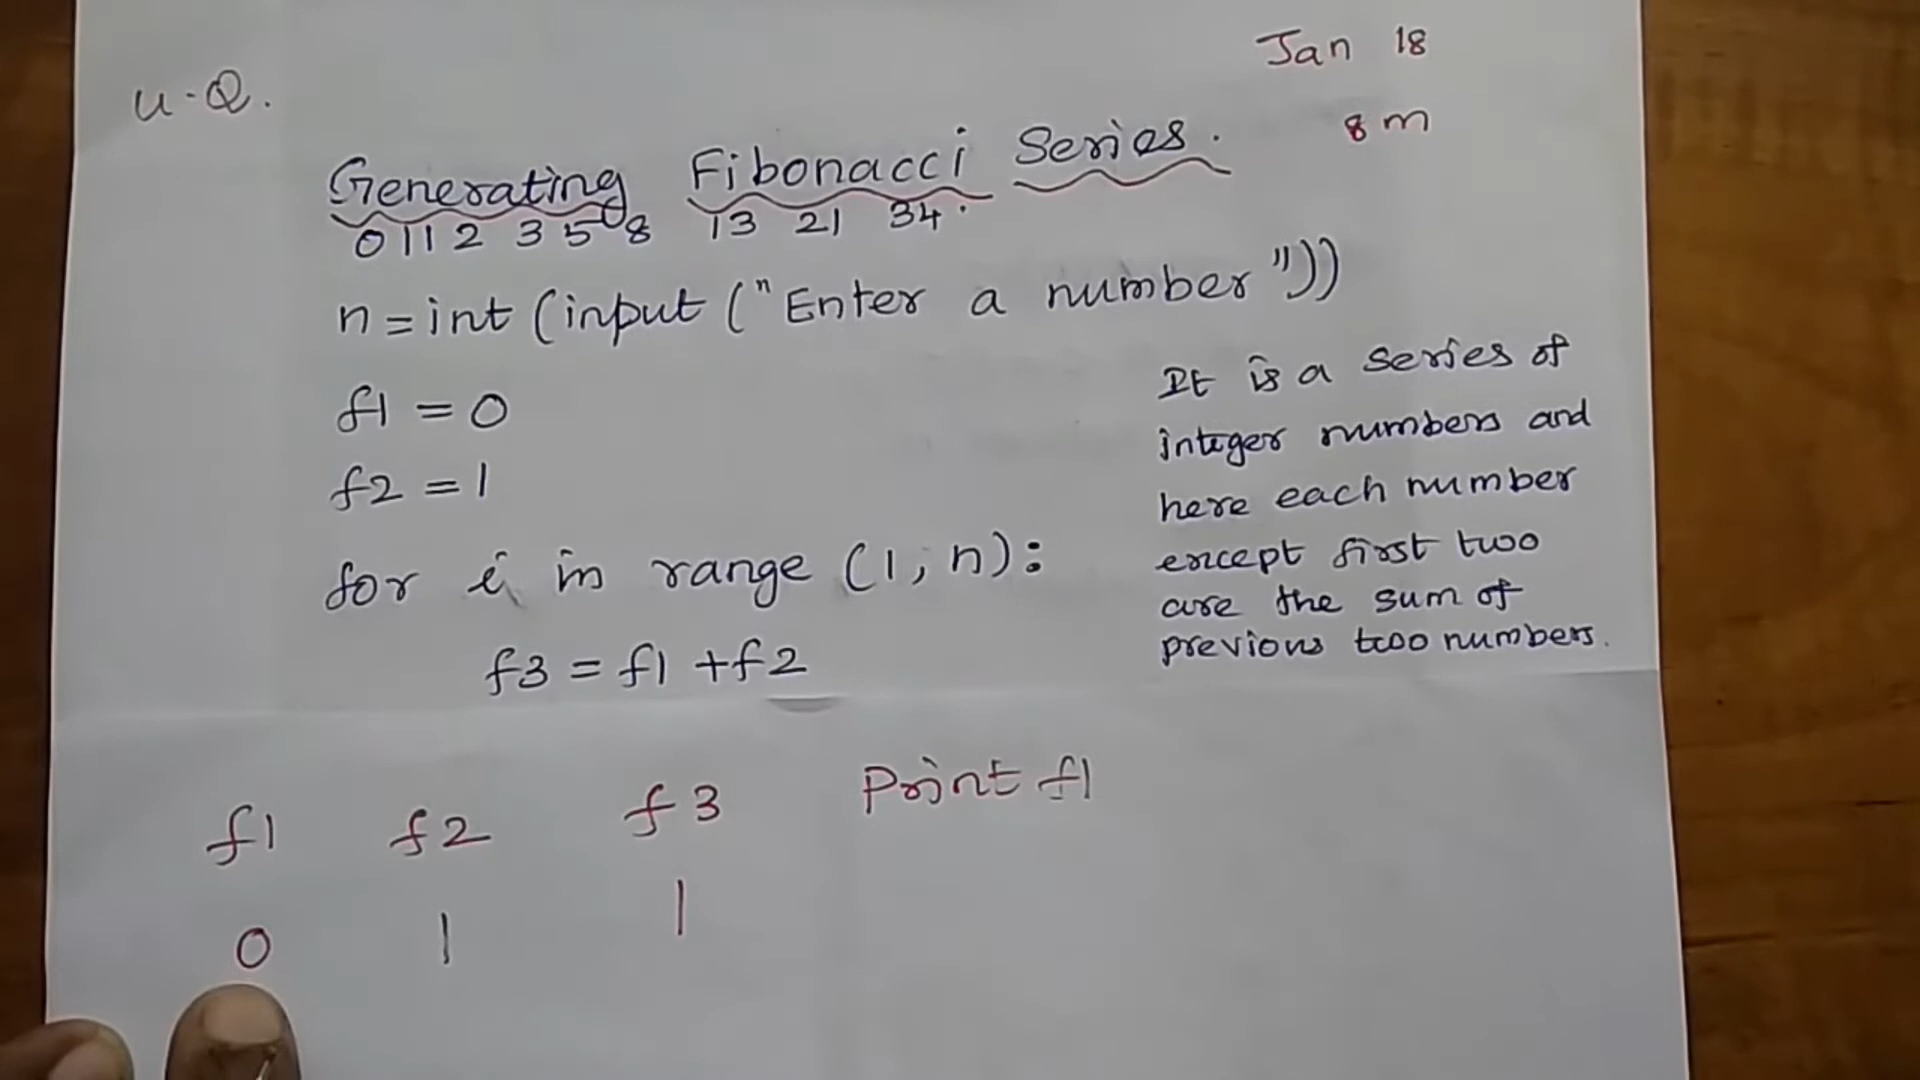 Jan 18
U.Q.
8 m
Generating Fibonacci Series.
0 1 1 2 3 5 8 13 21 34.
n=int (input ("Enter a number"))
f1 = 0
f2 = 1
for i in range (1, n):
f3 = f1 +f2
It is a series of
integer numbers and
here each number
except first two
are the sum of
previous two numbers.
f1 f2 f3 Print f1
0 1 1